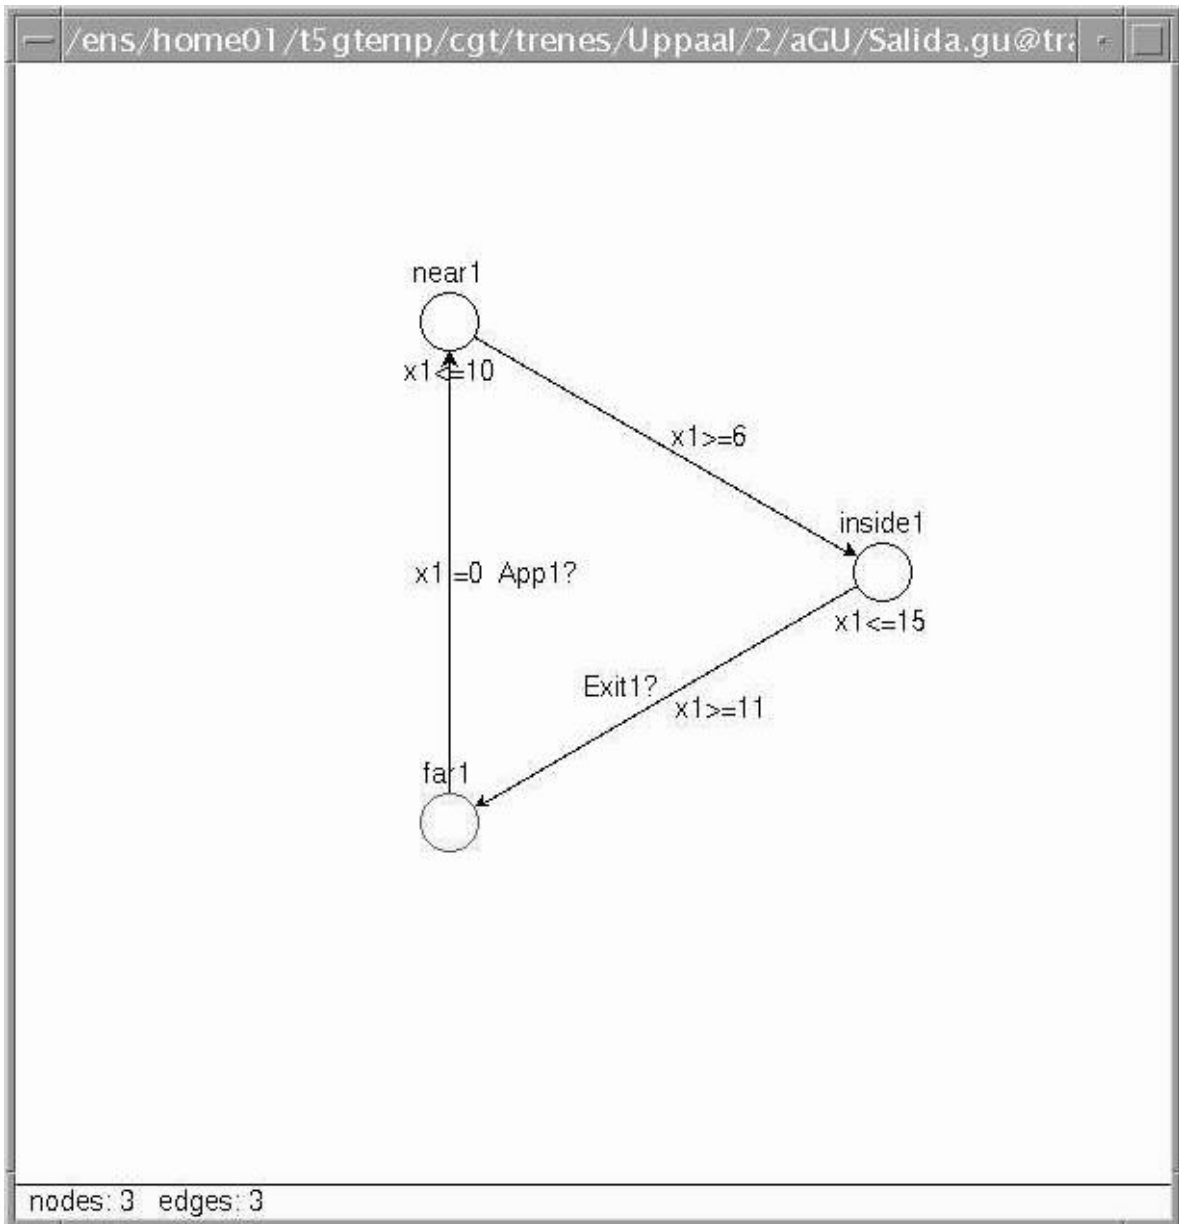 /ens/home01/t5gtemp/cgt/trenes/Uppaal/2/aGU/Salida.gu@tra
near1
x1<=10
x1>=6
inside1
x1:=0 App1?
x1<=15
Exit1?
x1>=11
far1
nodes: 3 edges: 3